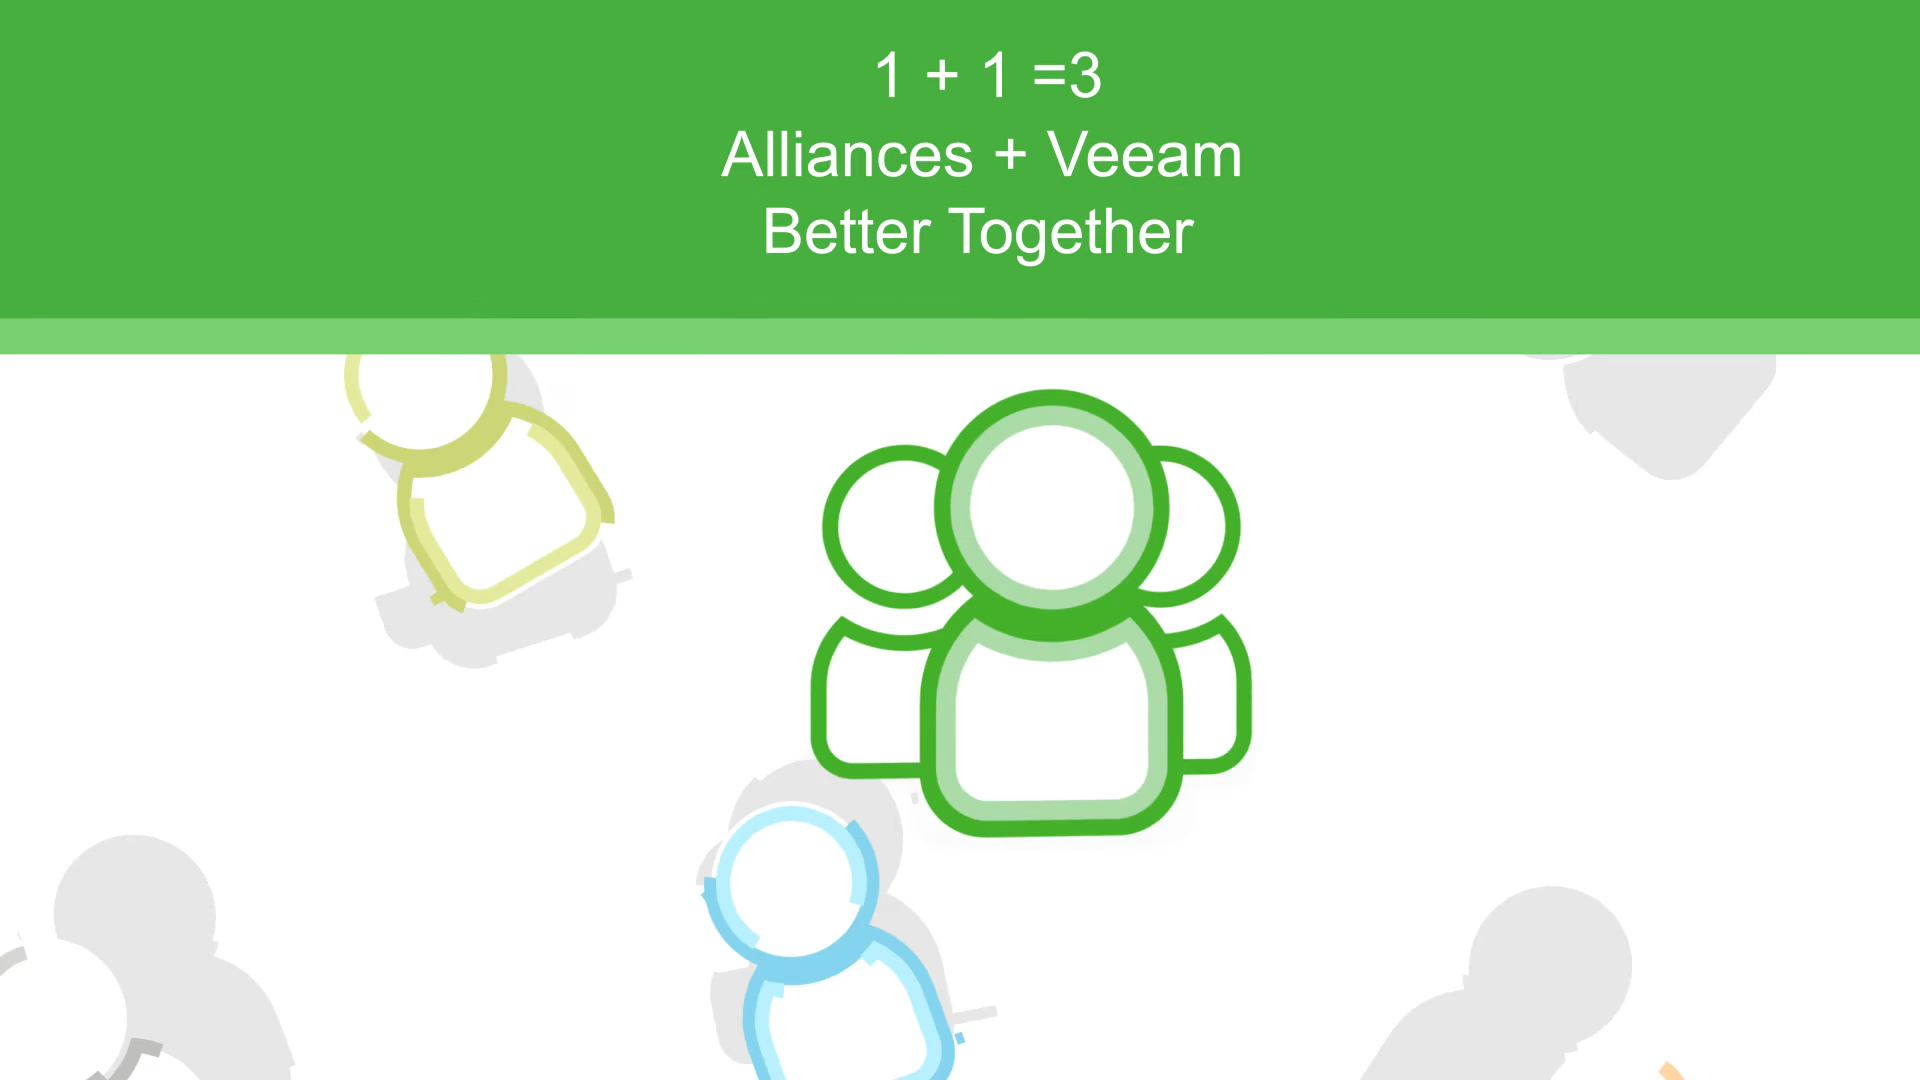 1 + 1 =3
Alliances + Veeam
Better Together